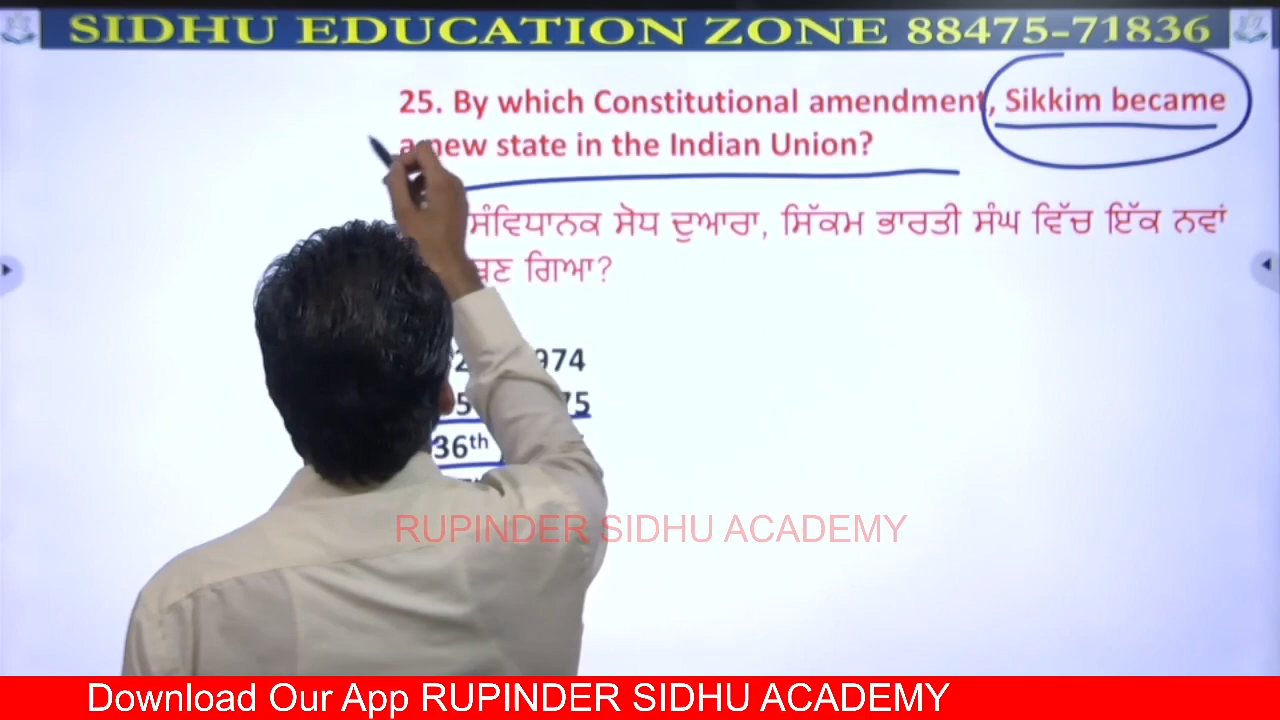 SIDHU EDUCATION ZONE 88475-71836
25. By which Constitutional amendment, Sikkim became
a new state in the Indian Union?
ਸੰਵਿਧਾਨਕ ਸੋਧ ਦੁਆਰਾ, ਸਿੱਕਮ ਭਾਰਤੀ ਸੰਘ ਵਿੱਚ ਇੱਕ ਨਵਾਂ
ਬਣ ਗਿਆ?
974
75
36th
RUPINDER SIDHU ACADEMY
Download Our App RUPINDER SIDHU ACADEMY